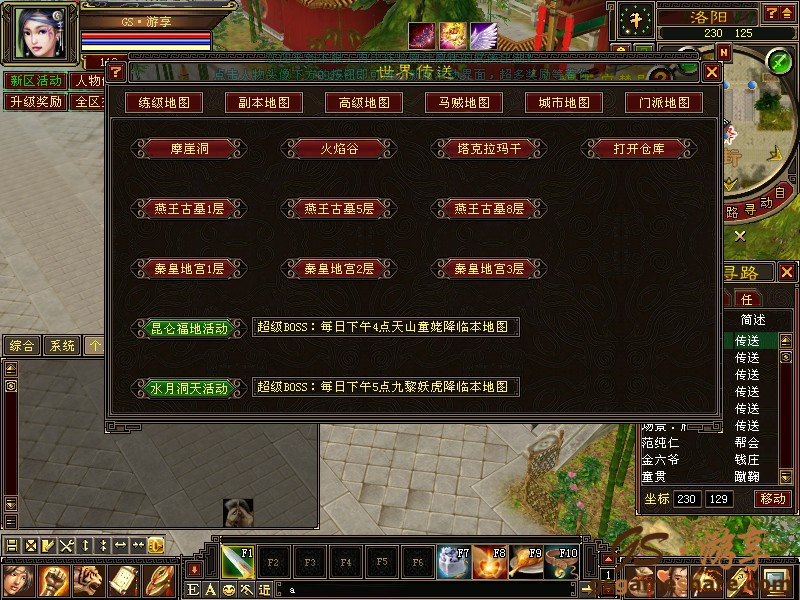 GS·游享
洛阳
230 125
N
新区活动
升级奖励
世界传送
练级地图
副本地图
高级地图
马贼地图
城市地图
门派地图
摩崖洞
火焰谷
塔克拉玛干
打开仓库
燕王古墓1层
燕王古墓5层
燕王古墓8层
秦皇地宫1层
秦皇地宫2层
秦皇地宫3层
昆仑福地活动
超级BOSS：每日下午4点天山童姥降临本地图
水月洞天活动
超级BOSS：每日下午5点九黎妖虎降临本地图
自动寻路
寻路
任
简述
传送
传送
传送
传送
传送
传送
范纯仁 帮会
金六爷 钱庄
童贯 蹴鞠
坐标 230 129 移动
综合
系统
个
F1 F2 F3 F4 F5 F6 F7 F8 F9 F10
E A 近 a
1
GS·游享